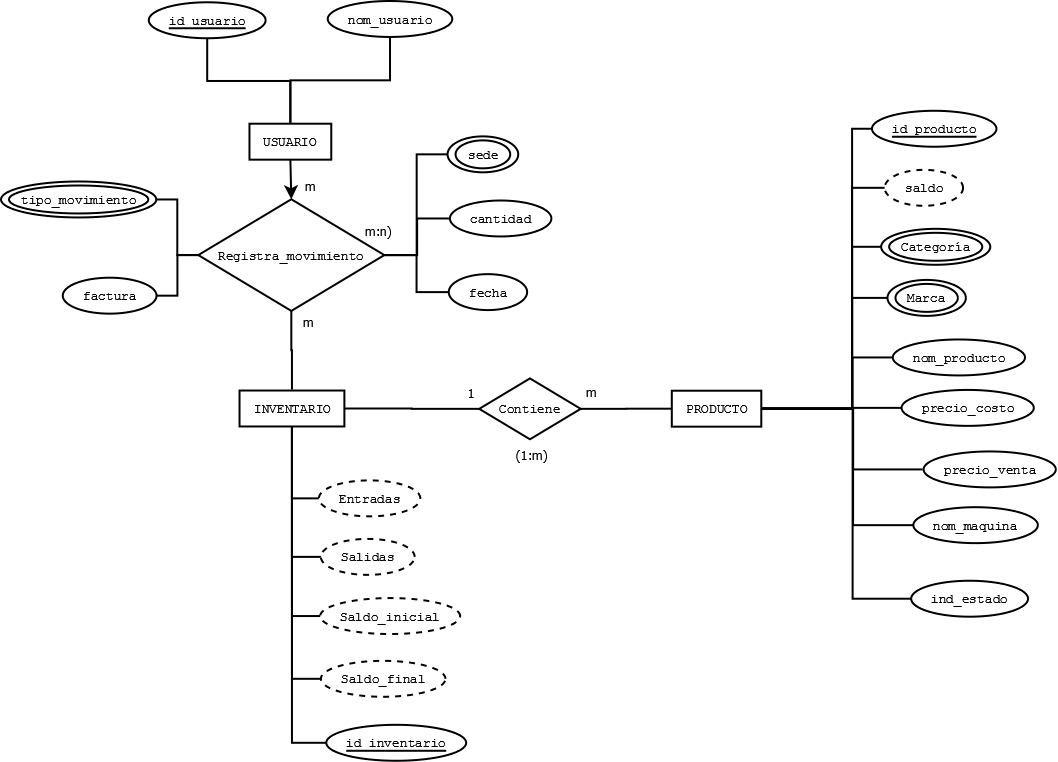 id_usuario
nom_usuario
USUARIO
m
tipo_movimiento
factura
Registra_movimiento
m:n)
sede
cantidad
fecha
m
INVENTARIO
1
Contiene
(1:m)
m
PRODUCTO
id_producto
saldo
Categoría
Marca
nom_producto
precio_costo
precio_venta
nom_maquina
ind_estado
Entradas
Salidas
Saldo_inicial
Saldo_final
id_inventario